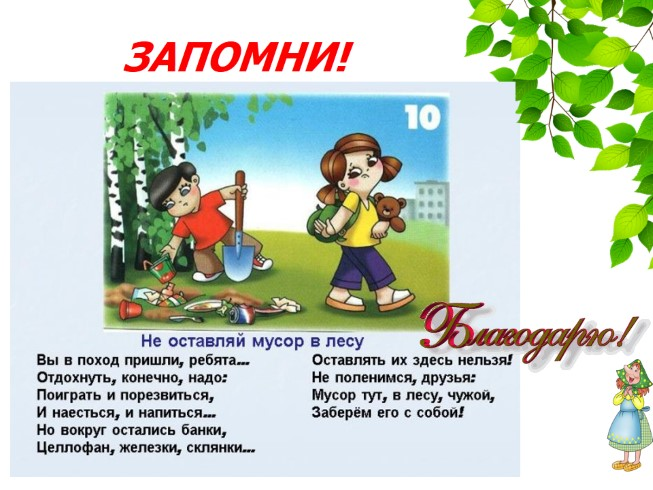 ЗАПОМНИ!
10
Не оставляй мусор в лесу
Вы в поход пришли, ребята...
Отдохнуть, конечно, надо:
Поиграть и порезвиться,
И наесться, и напиться...
Но вокруг остались банки,
Целлофан, железки, склянки...
Оставлять их здесь нельзя!
Не поленимся, друзья:
Мусор тут, в лесу, чужой,
Заберём его с собой!
Благодарю!